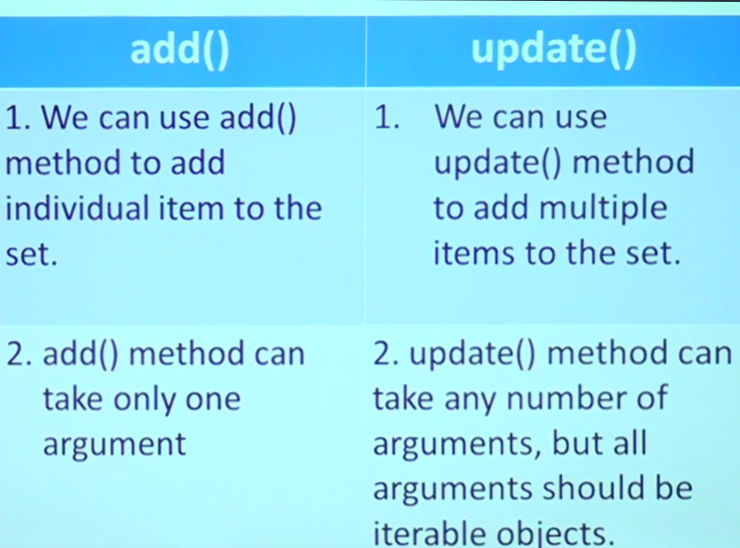 add()
update()
1. We can use add()
method to add
individual item to the
set.
1. We can use
update() method
to add multiple
items to the set.
2. add() method can
take only one
argument
2. update() method can
take any number of
arguments, but all
arguments should be
iterable objects.